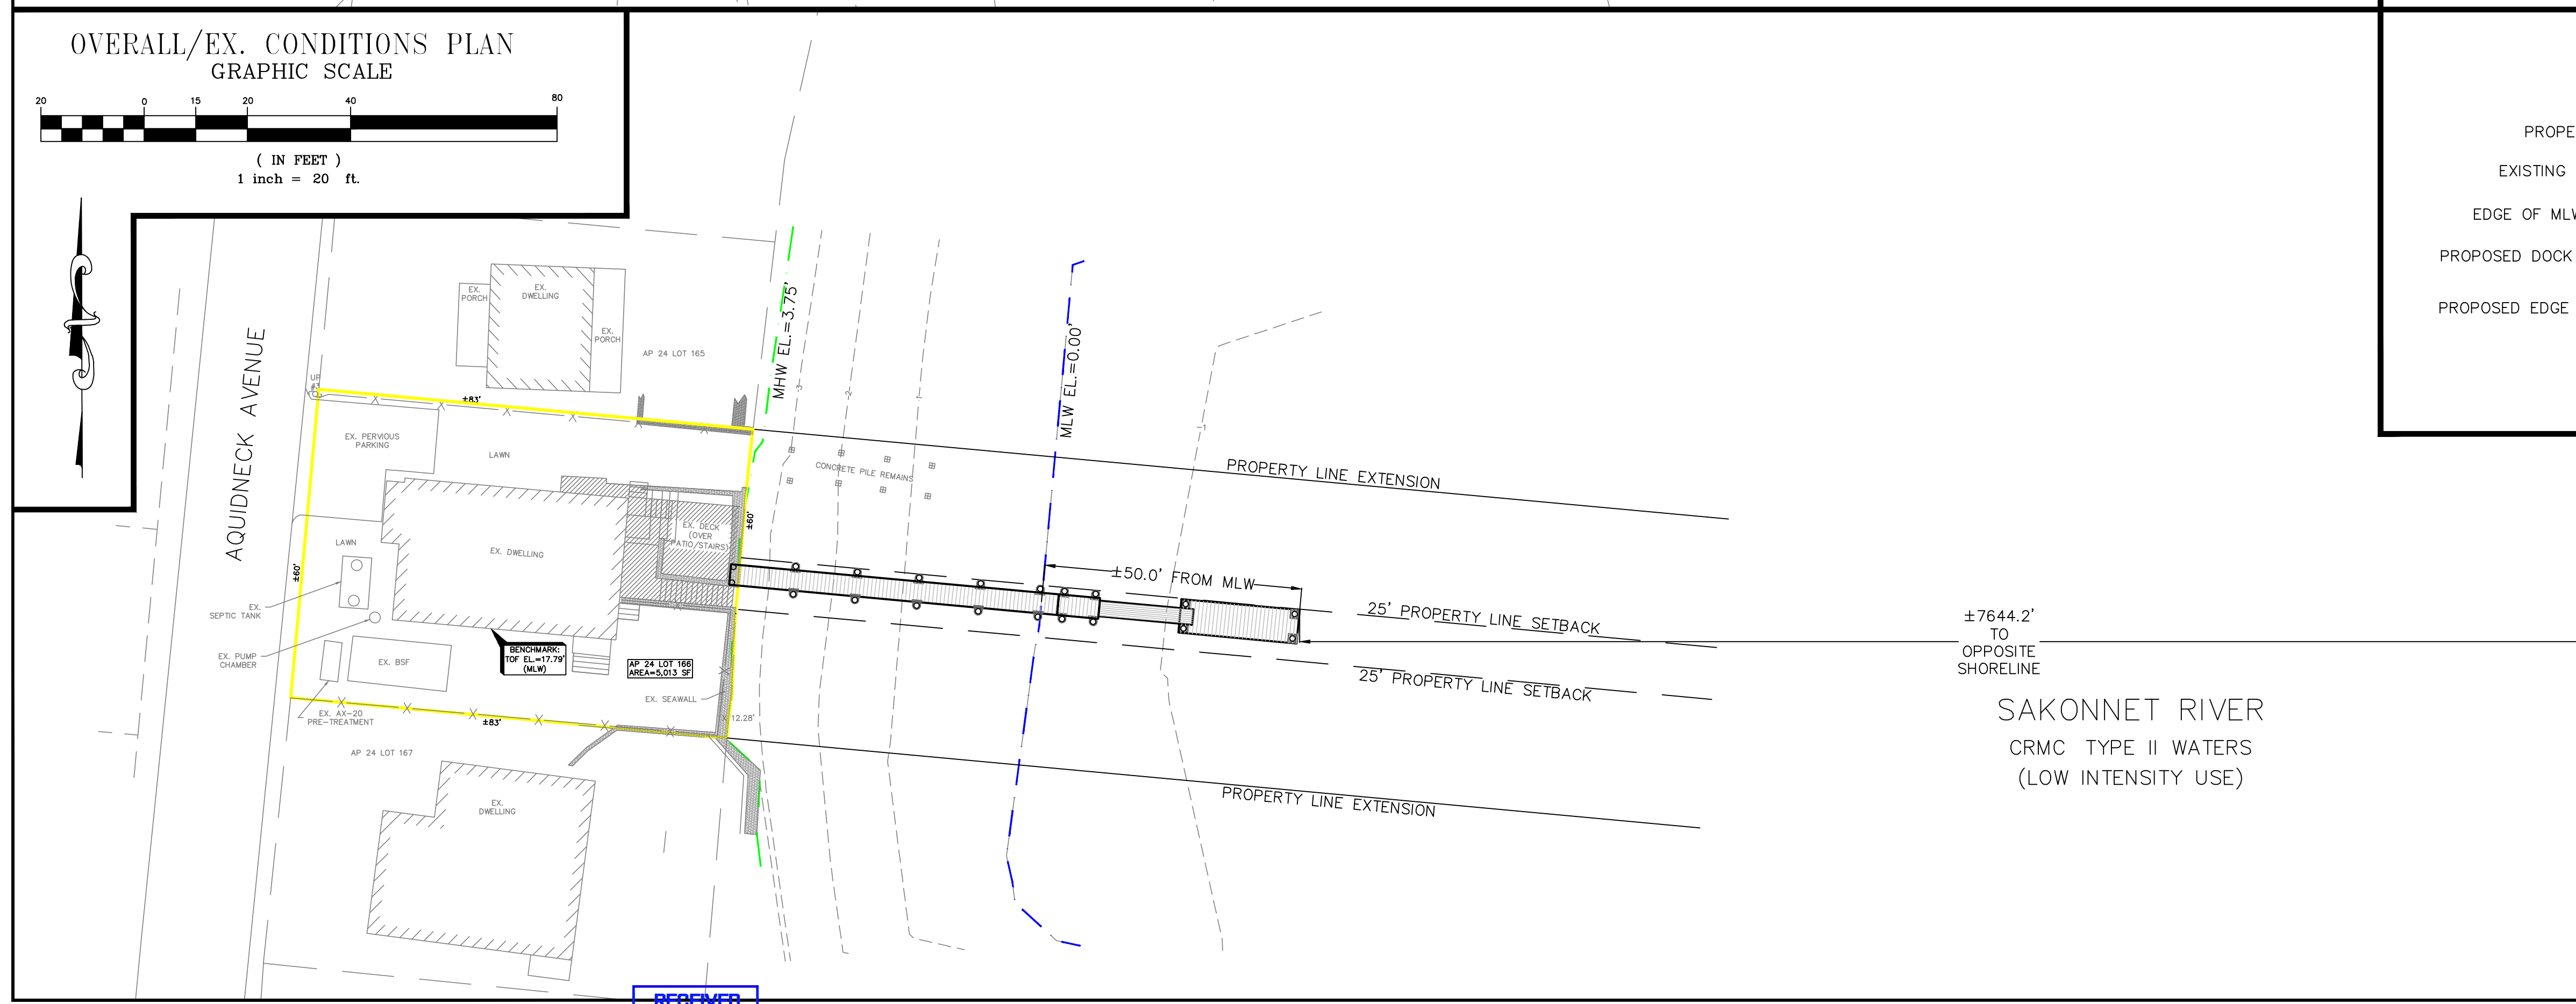 OVERALL/EX. CONDITIONS PLAN
GRAPHIC SCALE
20 0 15 20 40 80
( IN FEET )
1 inch = 20 ft.
PROPE
EXISTING
EDGE OF MLW
PROPOSED DOCK
PROPOSED EDGE
AQUIDNECK AVENUE
EX.
PORCH
EX.
DWELLING
EX.
PORCH
AP 24 LOT 165
MHW EL.=3.75'
MLW EL.=0.00'
3
2
1
-1
UP
±83'
EX. PERVIOUS
PARKING
LAWN
CONCRETE PILE REMAINS
PROPERTY LINE EXTENSION
±60'
EX. DECK
(OVER
PATIO/STAIRS)
LAWN
EX. DWELLING
±60'
±50.0' FROM MLW
EX.
SEPTIC TANK
25' PROPERTY LINE SETBACK
±7644.2'
TO
OPPOSITE
SHORELINE
EX. PUMP
CHAMBER
EX. BSF
BENCHMARK:
TOF EL.=17.79'
(MLW)
AP 24 LOT 166
AREA=5,013 SF
25' PROPERTY LINE SETBACK
EX. SEAWALL
SAKONNET RIVER
CRMC TYPE II WATERS
(LOW INTENSITY USE)
EX. AX-20
PRE-TREATMENT
±83'
12.28'
AP 24 LOT 167
PROPERTY LINE EXTENSION
EX.
DWELLING
RECEIVED